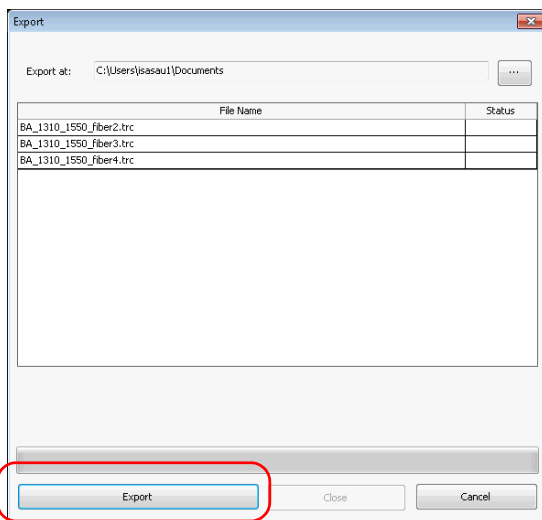 Export
Export at: C:\Users\isasau1\Documents ...
File Name Status
BA_1310_1550_fiber2.trc
BA_1310_1550_fiber3.trc
BA_1310_1550_fiber4.trc
Export Close Cancel